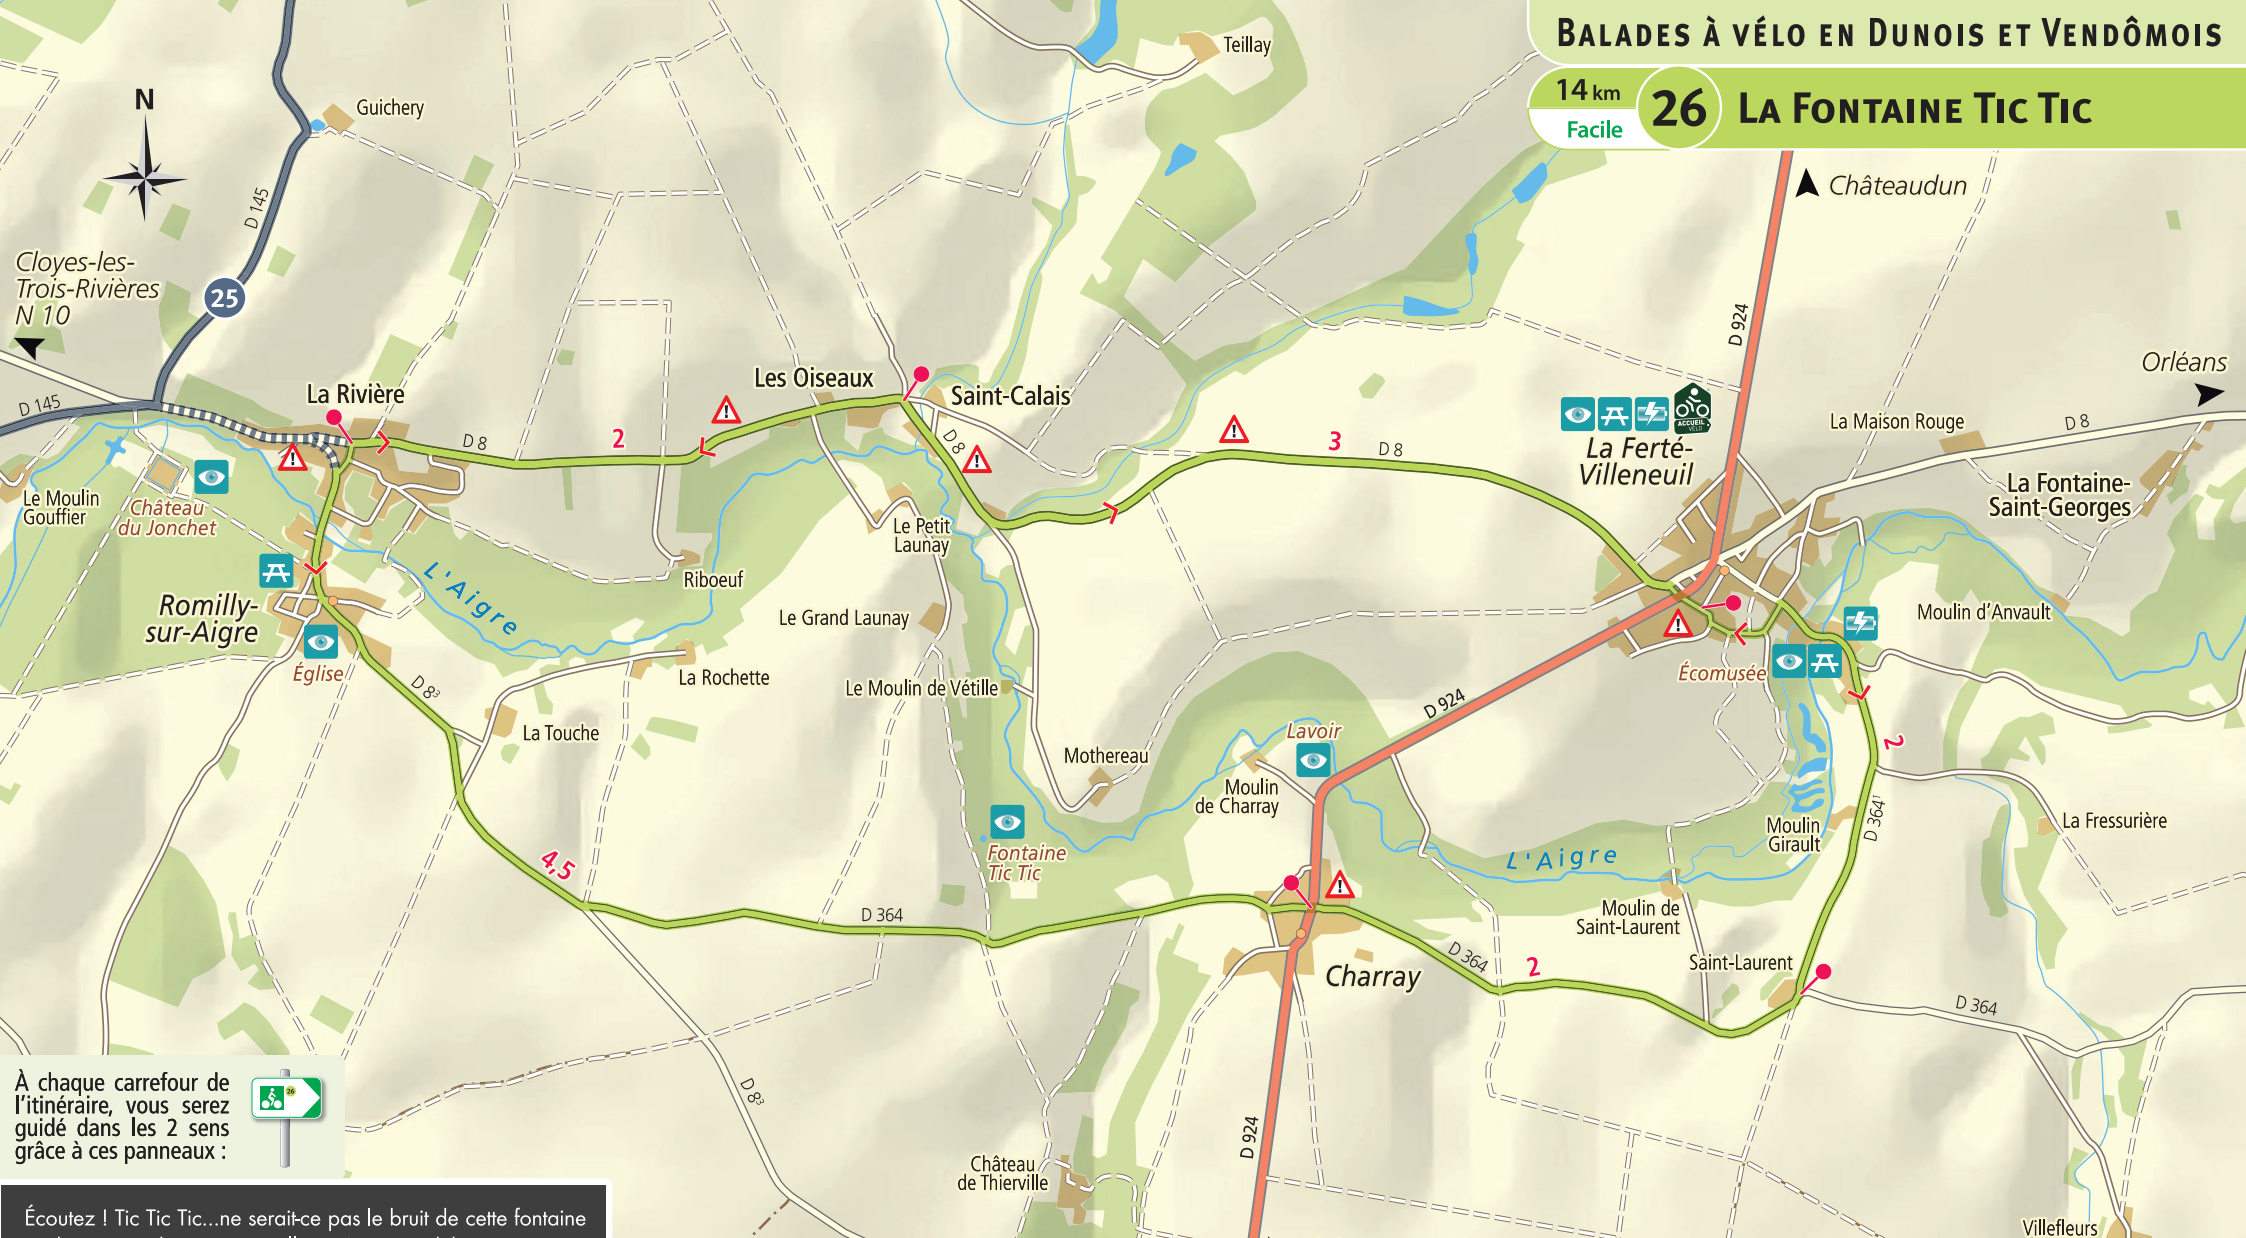 BALADES À VÉLO EN DUNOIS ET VENDÔMOIS
14 km
Facile
26
LA FONTAINE TIC TIC
N
Teillay
Guichery
D 145
Châteaudun
Cloyes-les-
Trois-Rivières
N 10
25
D 924
Orléans
La Rivière
Les Oiseaux
Saint-Calais
D 145
D 8
2
D 8
3
D 8
ACCUEIL
VÉLO
La Ferté-
Villeneuil
La Maison Rouge
D 8
La Fontaine-
Saint-Georges
Le Moulin
Gouffier
Château
du Jonchet
Le Petit
Launay
L'Aigre
Riboeuf
Romilly-
sur-Aigre
Le Grand Launay
Moulin d'Anvault
Église
La Rochette
Le Moulin de Vétille
Écomusée
D 8³
D 924
La Touche
Lavoir
Mothereau
2
Moulin
de Charray
Fontaine
Tic Tic
4,5
L'Aigre
Moulin
Girault
D 364¹
La Fressurière
D 364
Moulin de
Saint-Laurent
D 364
2
Charray
Saint-Laurent
D 364
À chaque carrefour de
l'itinéraire, vous serez
guidé dans les 2 sens
grâce à ces panneaux :
26
D 8³
D 924
Château
de Thierville
Villefleurs
Écoutez ! Tic Tic Tic...ne serait-ce pas le bruit de cette fontaine